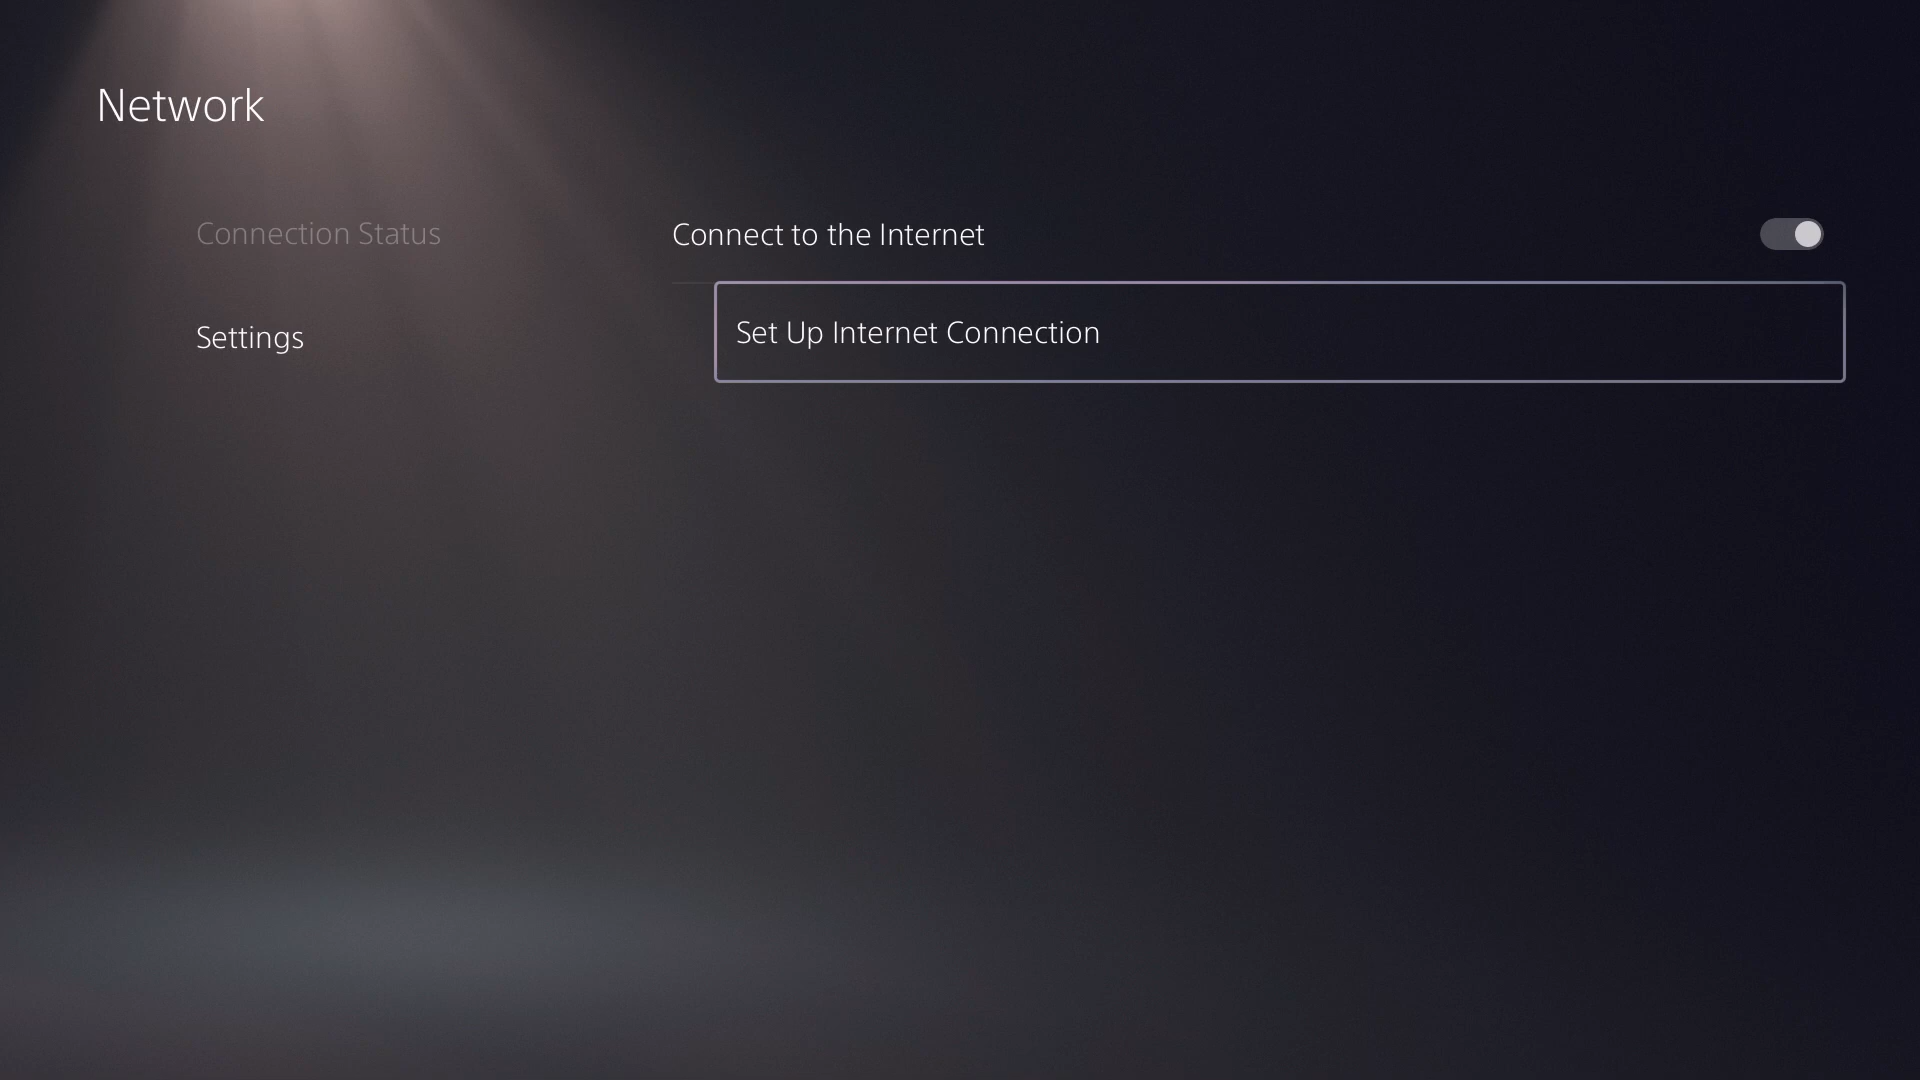 Network
Connection Status
Connect to the Internet
Settings
Set Up Internet Connection